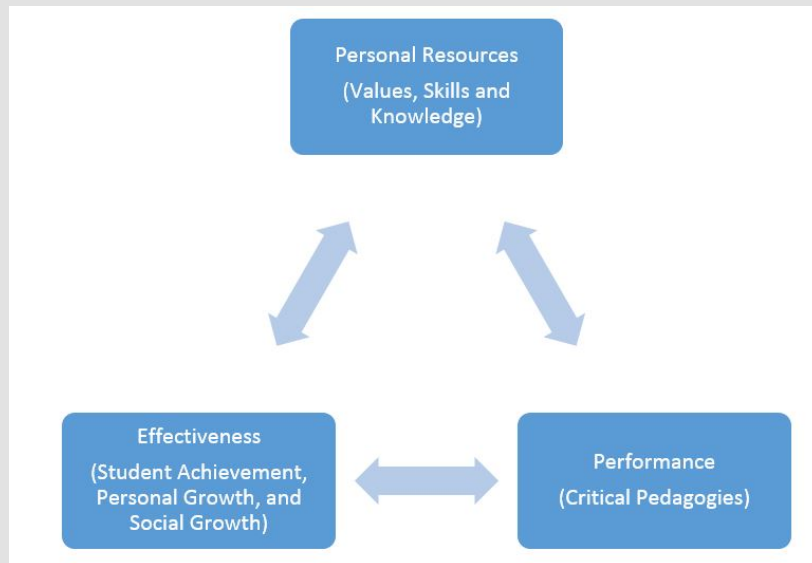 Personal Resources
(Values, Skills and
Knowledge)
Effectiveness
(Student Achievement,
Personal Growth, and
Social Growth)
Performance
(Critical Pedagogies)